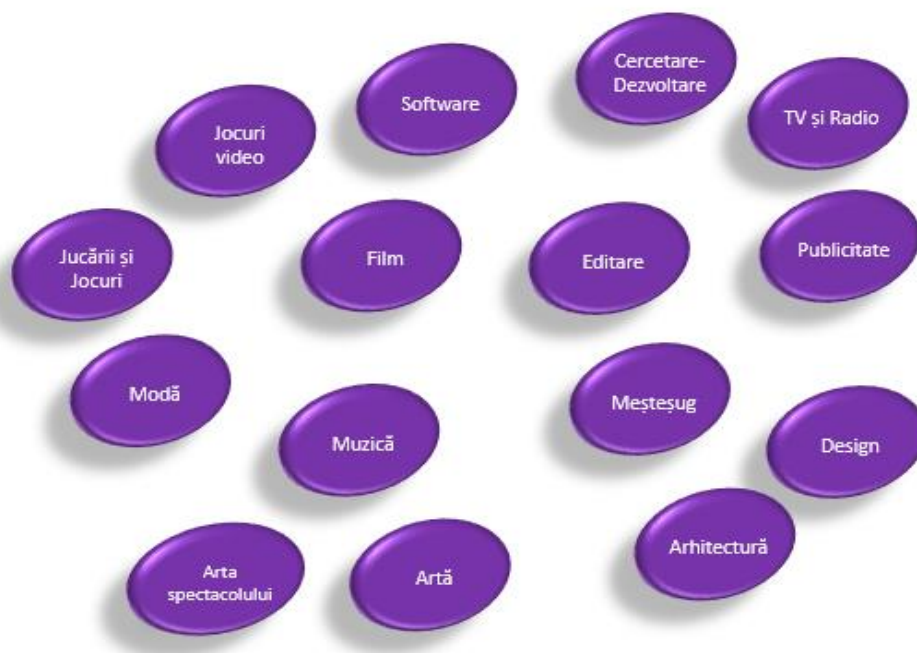 Cercetare-
Dezvoltare
Software
TV și Radio
Jocuri
video
Publicitate
Jucării și
Jocuri
Film
Editare
Modă
Meșteșug
Muzică
Design
Arhitectură
Arta
spectacolului
Artă